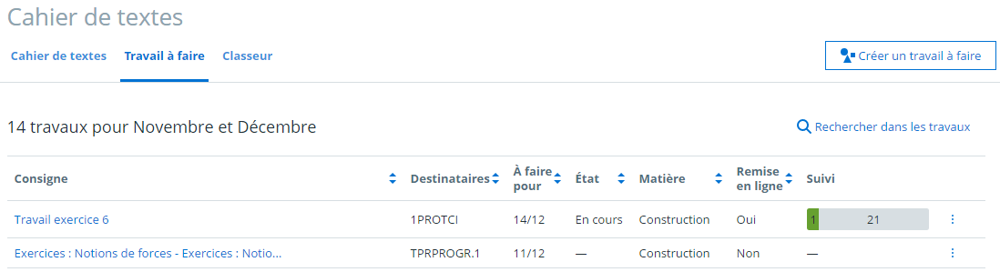 Cahier de textes
Cahier de textes Travail à faire Classeur
Créer un travail à faire
14 travaux pour Novembre et Décembre
Rechercher dans les travaux
Consigne Destinataires À faire pour État Matière Remise en ligne Suivi
Travail exercice 6 1PROTCI 14/12 En cours Construction Oui 1 21
Exercices : Notions de forces - Exercices : Notio... TPRPROGR.1 11/12 — Construction Non —